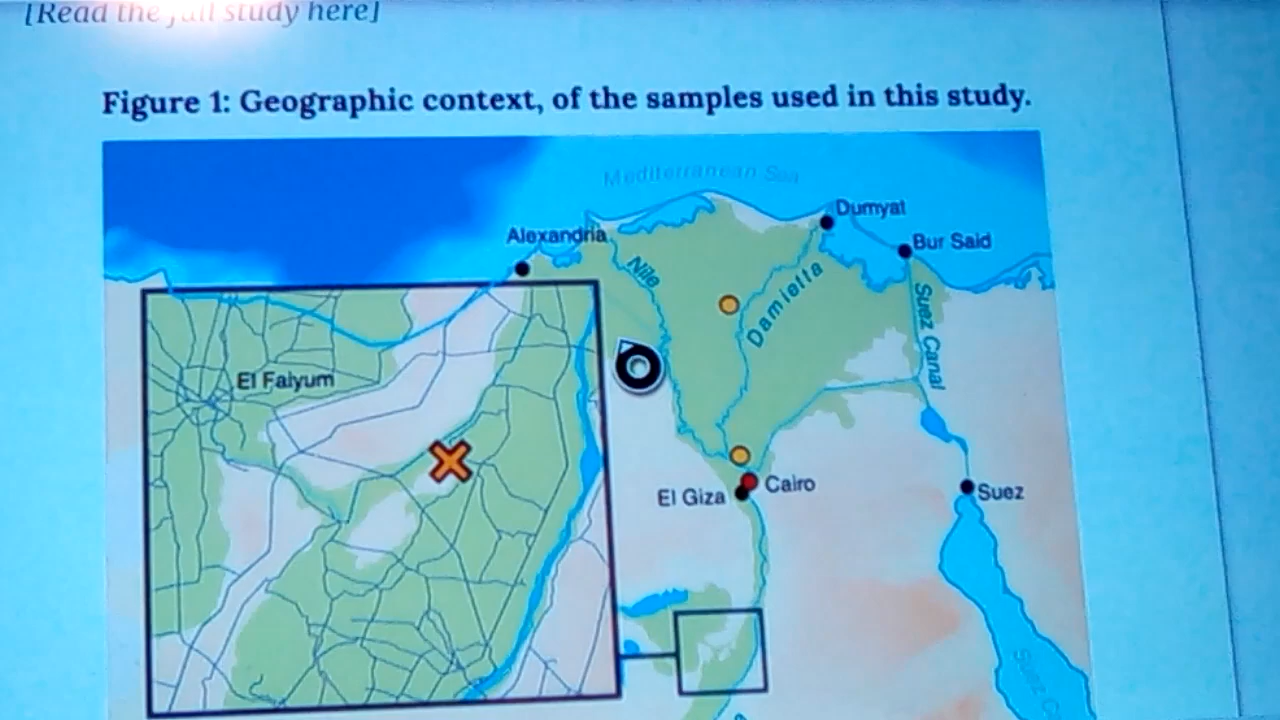 [Read the full study here]
Figure 1: Geographic context, of the samples used in this study.
Mediterranean Sea
Dumyat
Alexandria
Bur Said
Nile
Damietta
Suez Canal
El Faiyum
Cairo
El Giza
Suez